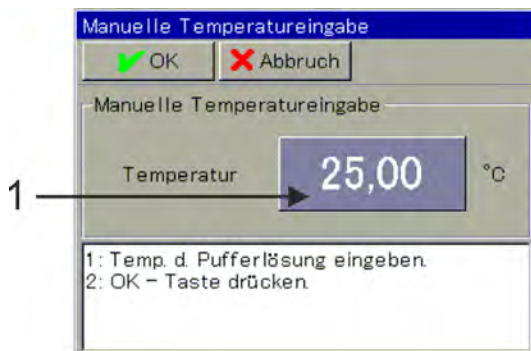 Manuelle Temperatureingabe
OK Abbruch
Manuelle Temperatureingabe
Temperatur 25,00 °C
1
1: Temp. d. Pufferlösung eingeben.
2: OK - Taste drücken.